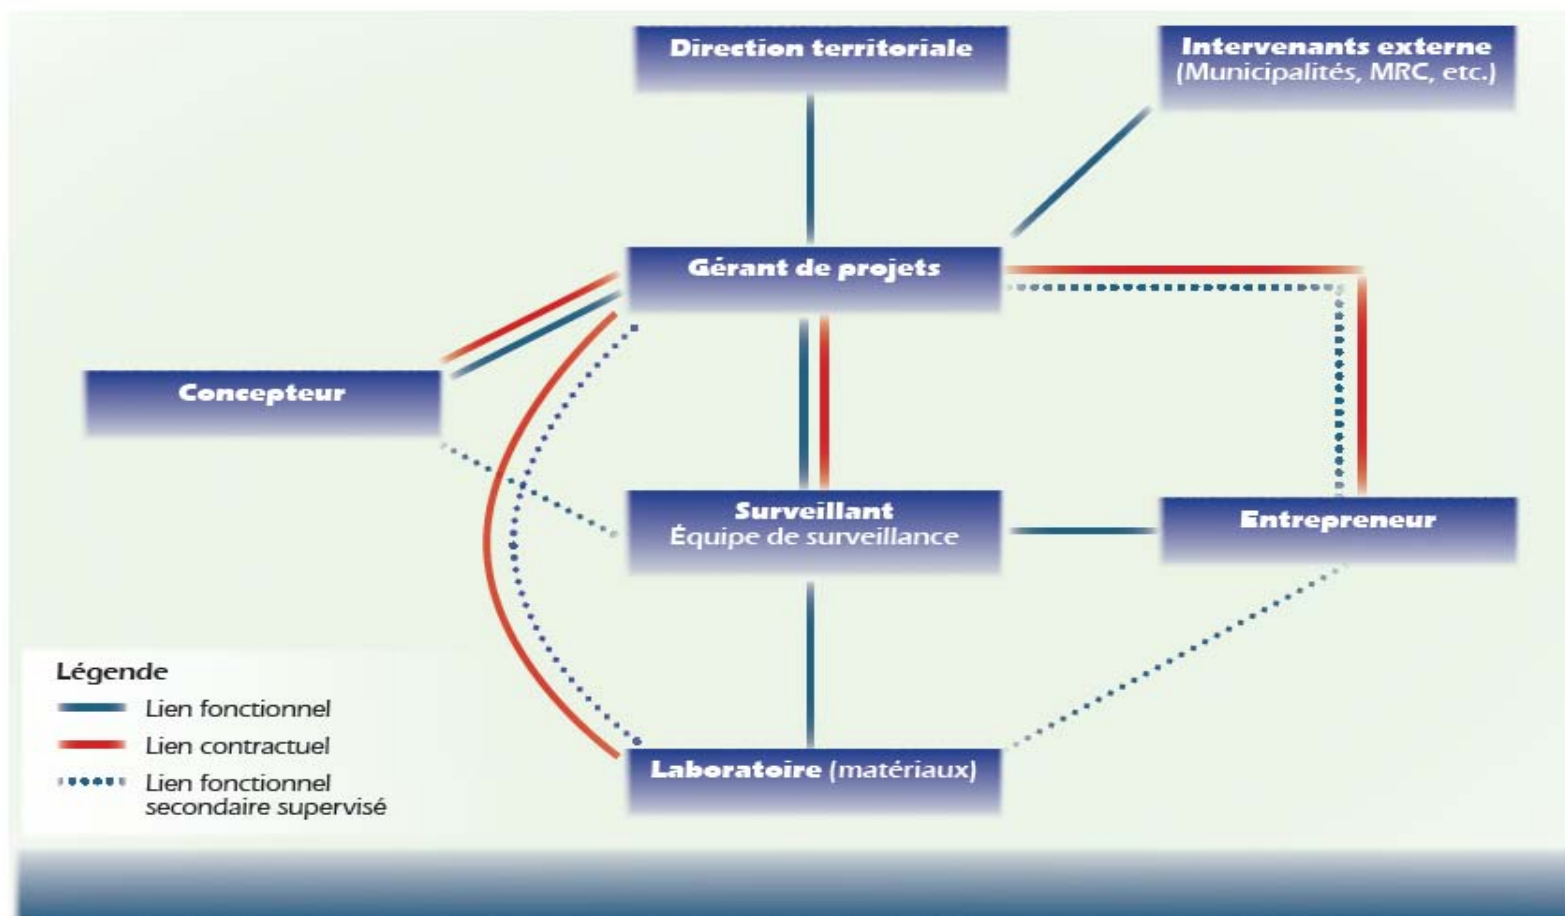 Direction territoriale
Intervenants externe
(Municipalités, MRC, etc.)
Gérant de projets
Concepteur
Surveillant
Équipe de surveillance
Entrepreneur
Laboratoire (matériaux)
Légende
Lien fonctionnel
Lien contractuel
Lien fonctionnel
secondaire supervisé